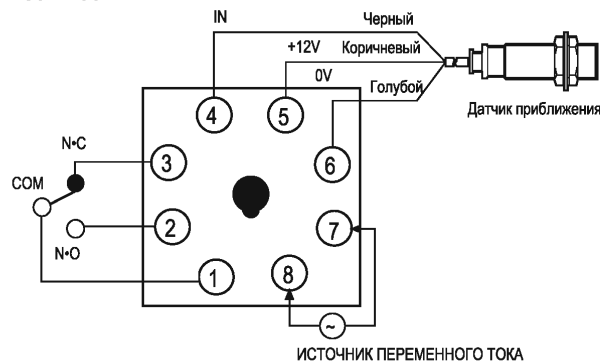 IN
Черный
+12V
Коричневый
0V
Голубой
Датчик приближения
4
5
N•C
3
6
COM
2
7
N•O
1
8
~
ИСТОЧНИК ПЕРЕМЕННОГО ТОКА